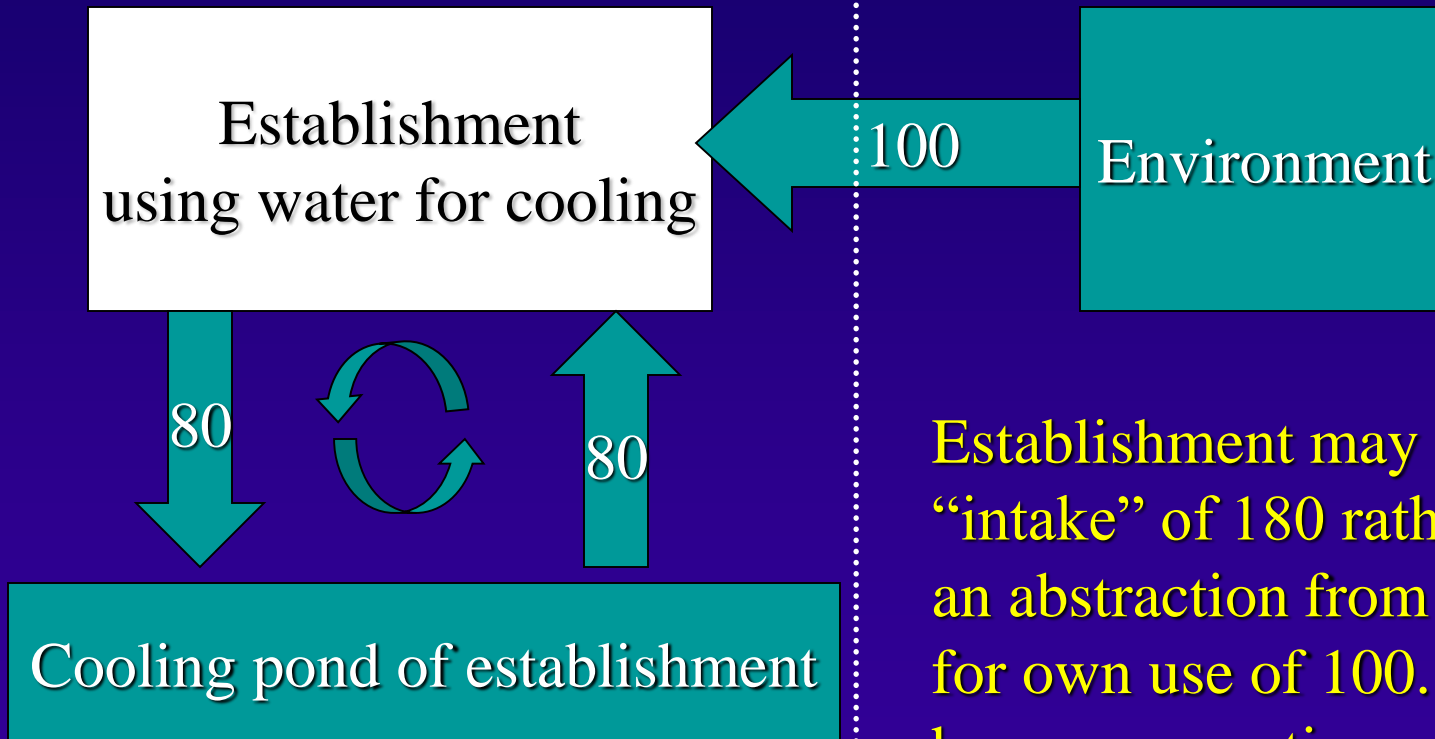 Establishment
using water for cooling
100
Environment
80
80
Cooling pond of establishment
Establishment may
“intake” of 180
an abstraction from
for own use of 100.